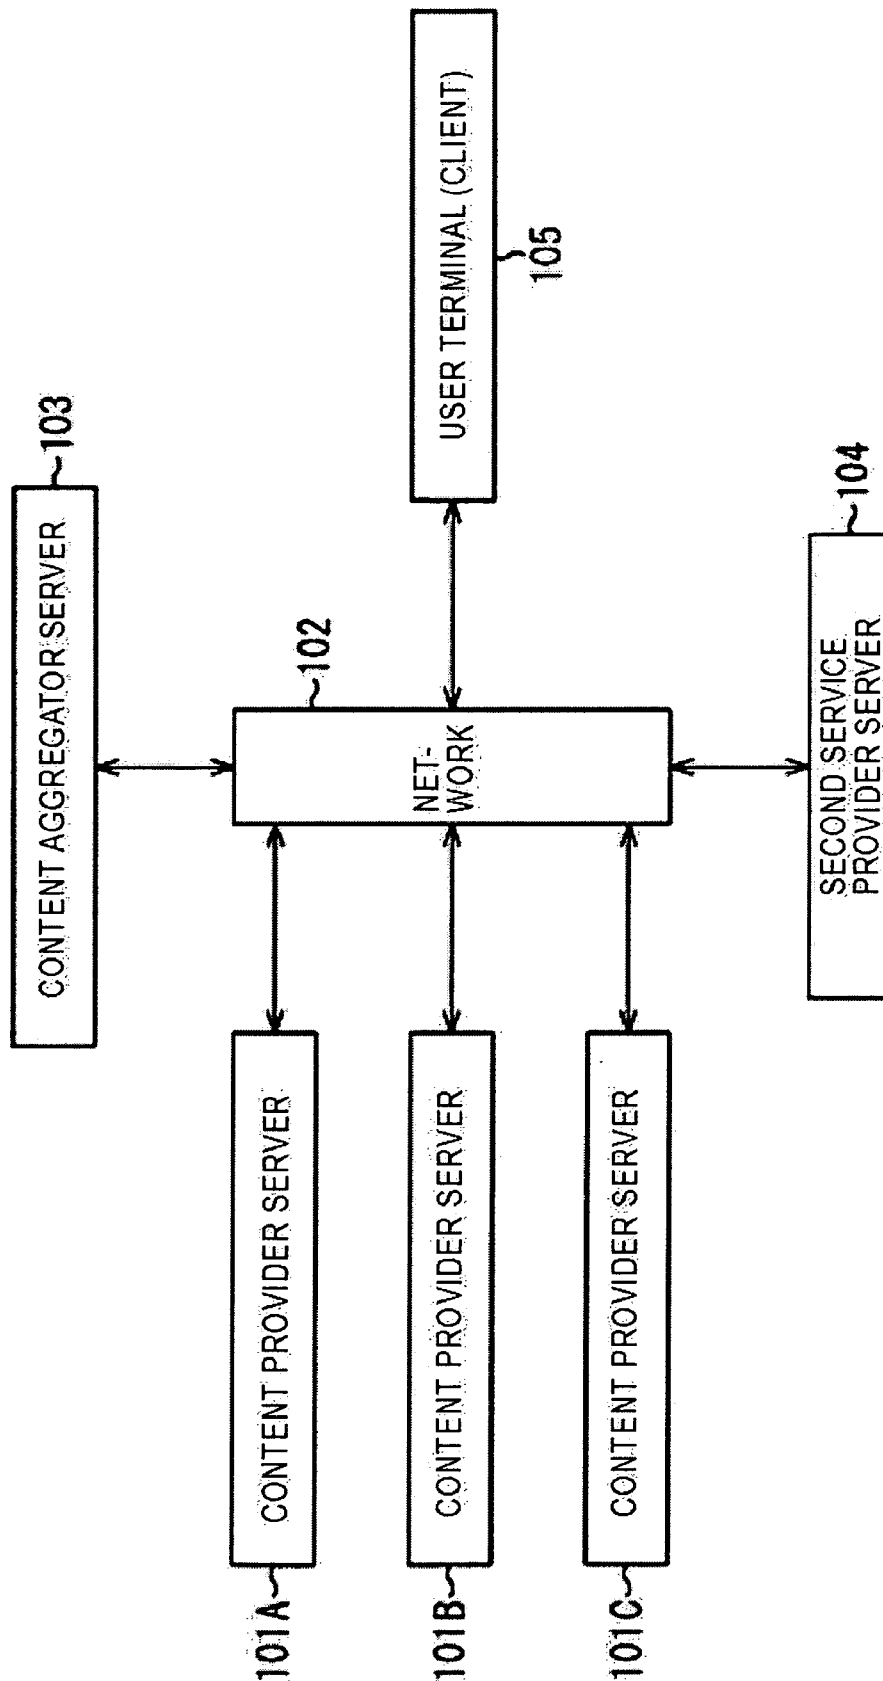 CONTENT AGGREGATOR SERVER
103
101A
CONTENT PROVIDER SERVER
101B
CONTENT PROVIDER SERVER
101C
CONTENT PROVIDER SERVER
102
NET-
WORK
USER TERMINAL (CLIENT)
105
SECOND SERVICE
PROVIDER SERVER
104